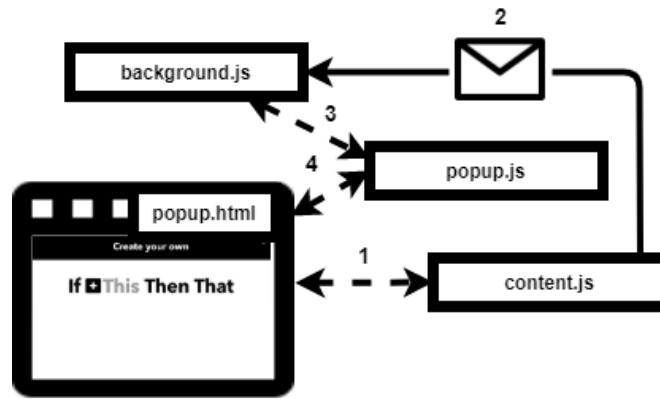 2
background.js
3
4
popup.js
popup.html
Create your own
1
If This Then That
content.js